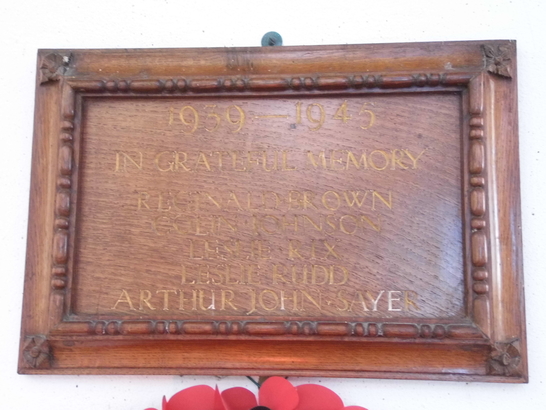 1939–1945
IN GRATEFUL MEMORY
REGINALD BROWN
JOHNSON
LESLIE RIX
LESLIE RUDD
ARTHUR JOHN SAYER